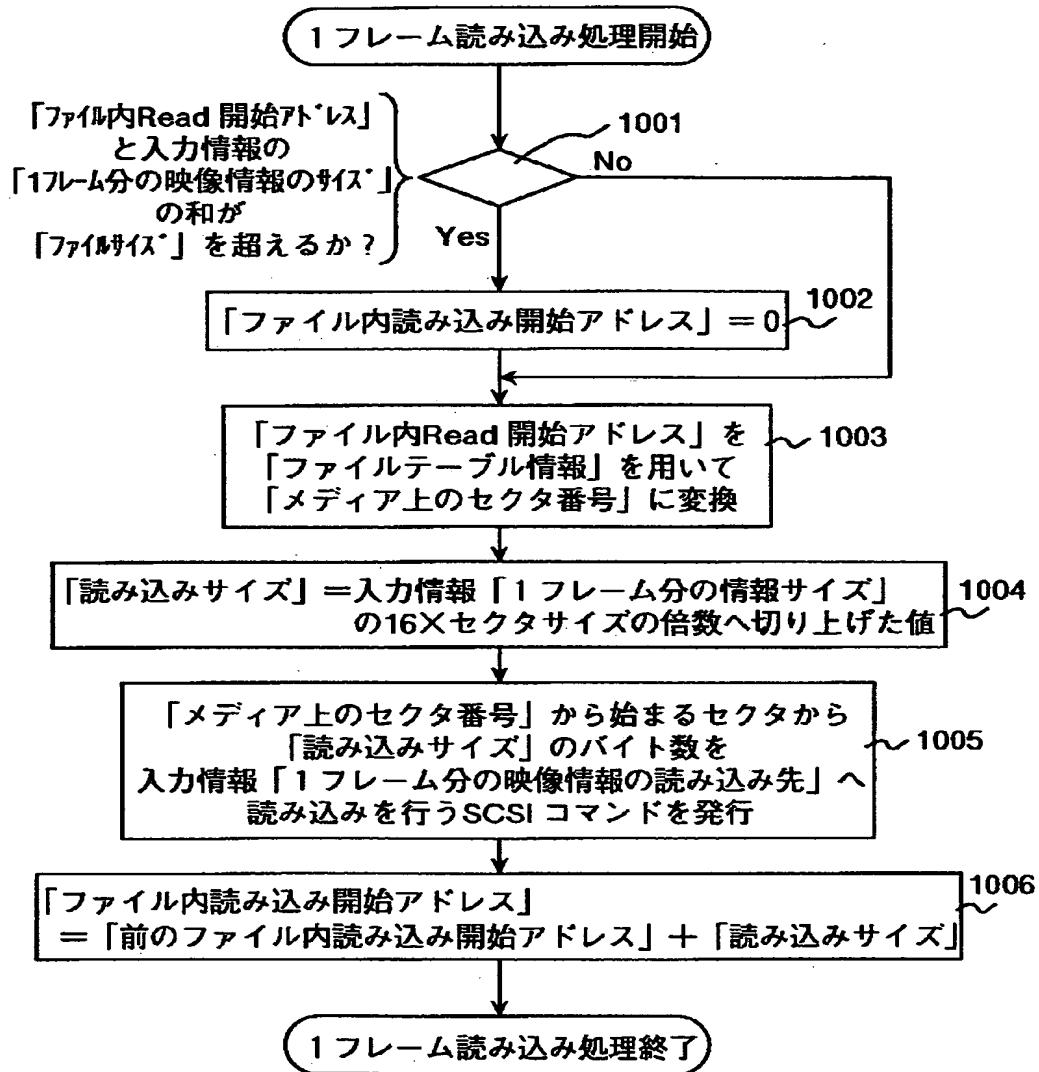 1フレーム読み込み処理開始
「ファイル内Read 開始アドレス」
と入力情報の
「1フレーム分の映像情報のサイズ」
の和が
「ファイルサイズ」を超えるか?
1001
No
Yes
「ファイル内読み込み開始アドレス」=0
1002
「ファイル内Read 開始アドレス」を
「ファイルテーブル情報」を用いて
「メディア上のセクタ番号」に変換
1003
「読み込みサイズ」=入力情報「1フレーム分の情報サイズ」
の16×セクタサイズの倍数へ切り上げた値
1004
「メディア上のセクタ番号」から始まるセクタから
「読み込みサイズ」のバイト数を
入力情報「1フレーム分の映像情報の読み込み先」へ
読み込みを行うSCSIコマンドを発行
1005
「ファイル内読み込み開始アドレス」
=「前のファイル内読み込み開始アドレス」+「読み込みサイズ」
1006
1フレーム読み込み処理終了